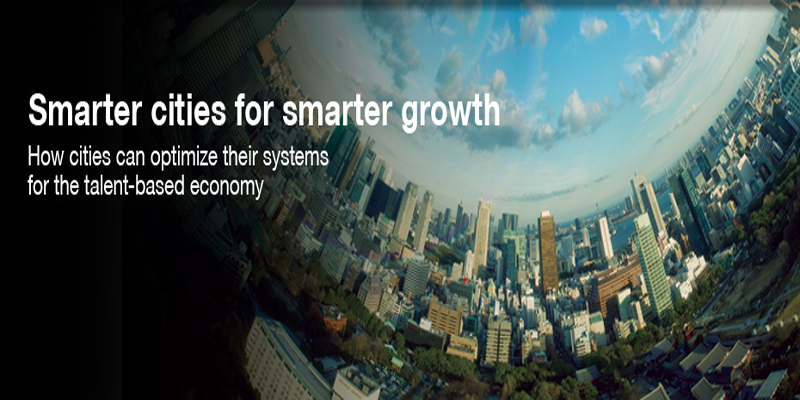 Smarter cities for smarter growth
How cities can optimize their systems
for the talent-based economy